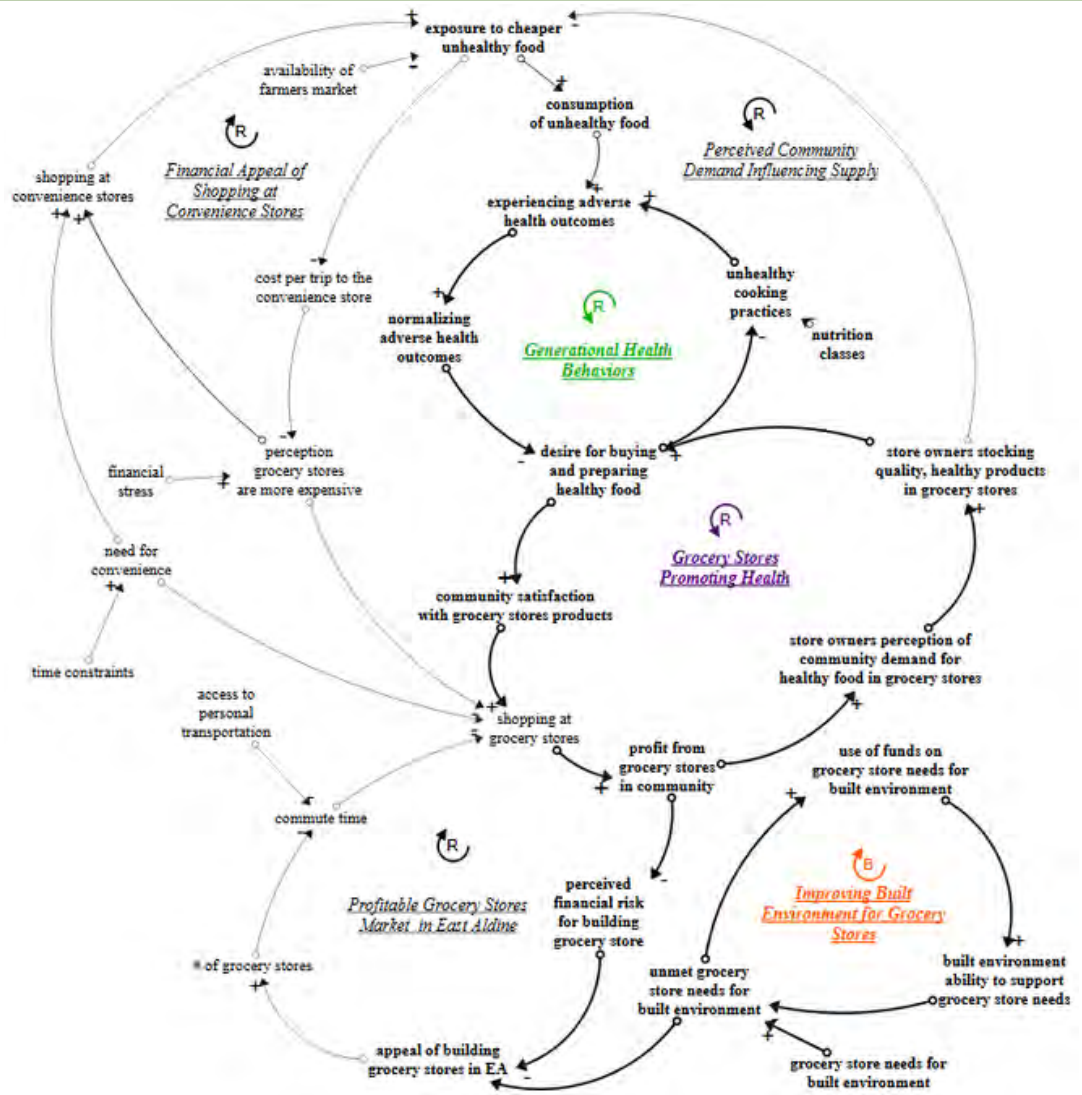 exposure to cheaper
unhealthy food
availability of
farmers market
consumption
of unhealthy food
R
Financial Appeal of
Shopping at
Convenience Stores
R
Perceived Community
Demand Influencing Supply
shopping at
convenience stores
experiencing adverse
health outcomes
cost per trip to the
convenience store
unhealthy
cooking
practices
normalizing
adverse health
outcomes
R
Generational Health
Behaviors
nutrition
classes
perception
grocery stores
are more expensive
financial
stress
desire for buying
and preparing
healthy food
store owners stocking
quality, healthy products
in grocery stores
R
Grocery Stores
Promoting Health
need for
convenience
community satisfaction
with grocery stores products
time constraints
store owners perception of
community demand for
healthy food in grocery stores
access to
personal
transportation
shopping at
grocery stores
profit from
grocery stores
in community
use of funds on
grocery store needs for
built environment
commute time
R
Profitable Grocery Stores
Market in East Aldine
perceived
financial risk
for building
grocery store
B
Improving Built
Environment for Grocery
Stores
# of grocery stores
unmet grocery
store needs for
built environment
built environment
ability to support
grocery store needs
appeal of building
grocery stores in EA
grocery store needs for
built environment